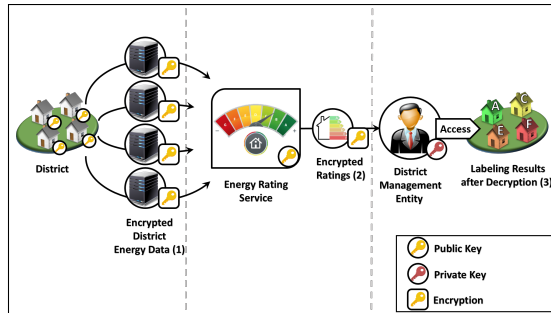 District
Encrypted
District
Energy Data (1)
Energy Rating
Service
Encrypted
Ratings (2)
District
Management
Entity
Access
A
C
E
F
Labeling Results
after Decryption (3)
Public Key
Private Key
Encryption